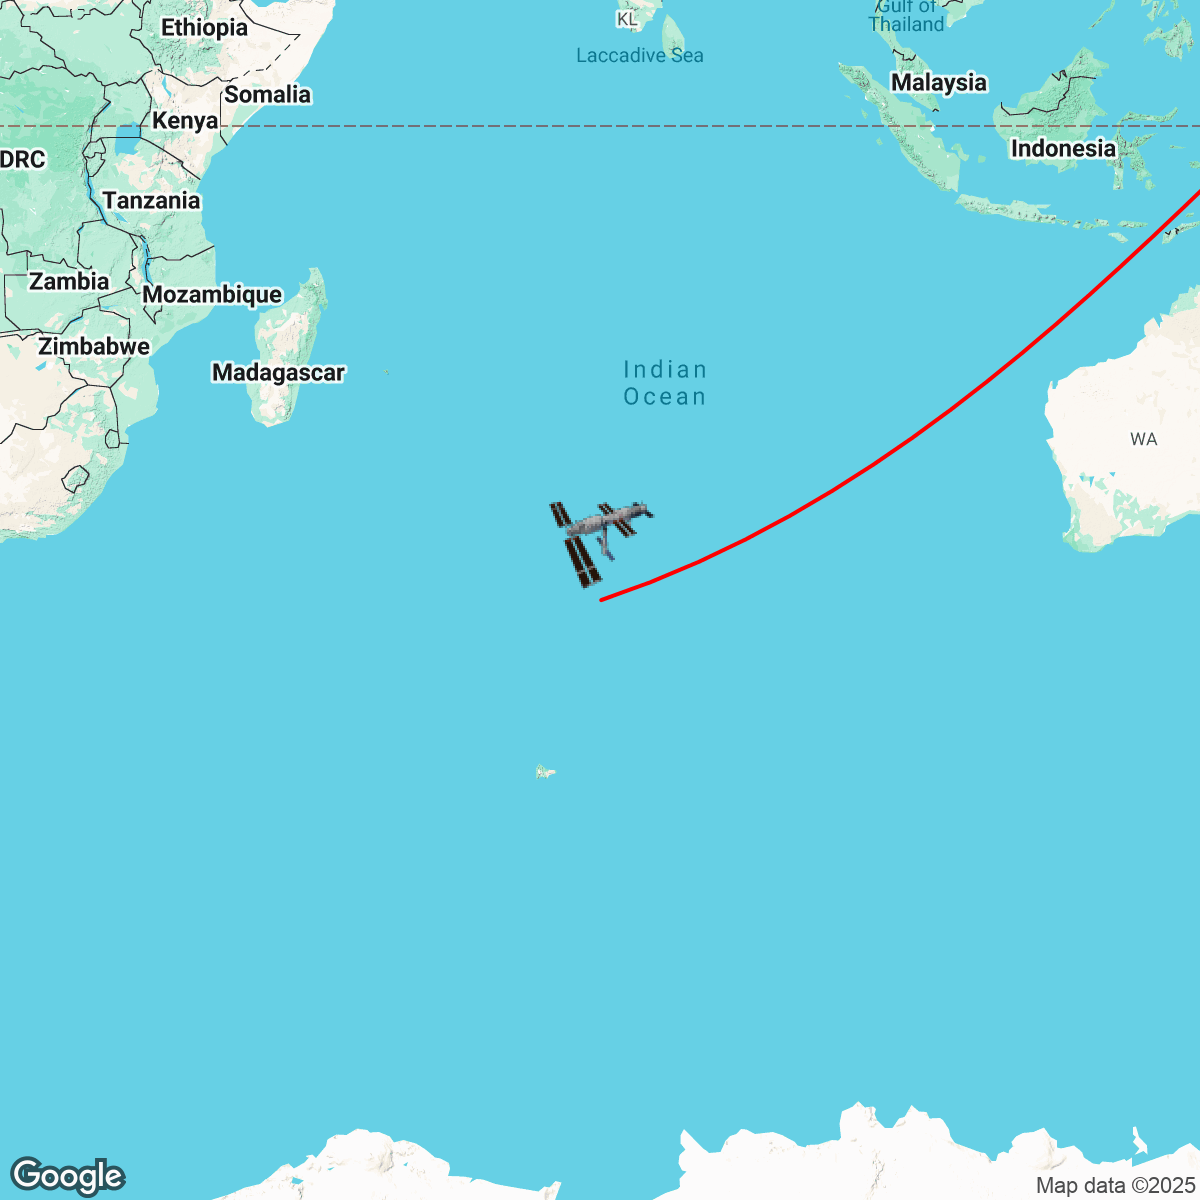 KL
Gulf of
Thailand
Ethiopia
Laccadive Sea
Malaysia
Somalia
Kenya
Indonesia
DRC
Tanzania
Zambia
Mozambique
Zimbabwe
Madagascar
Indian
Ocean
WA
Google
Map data ©2025